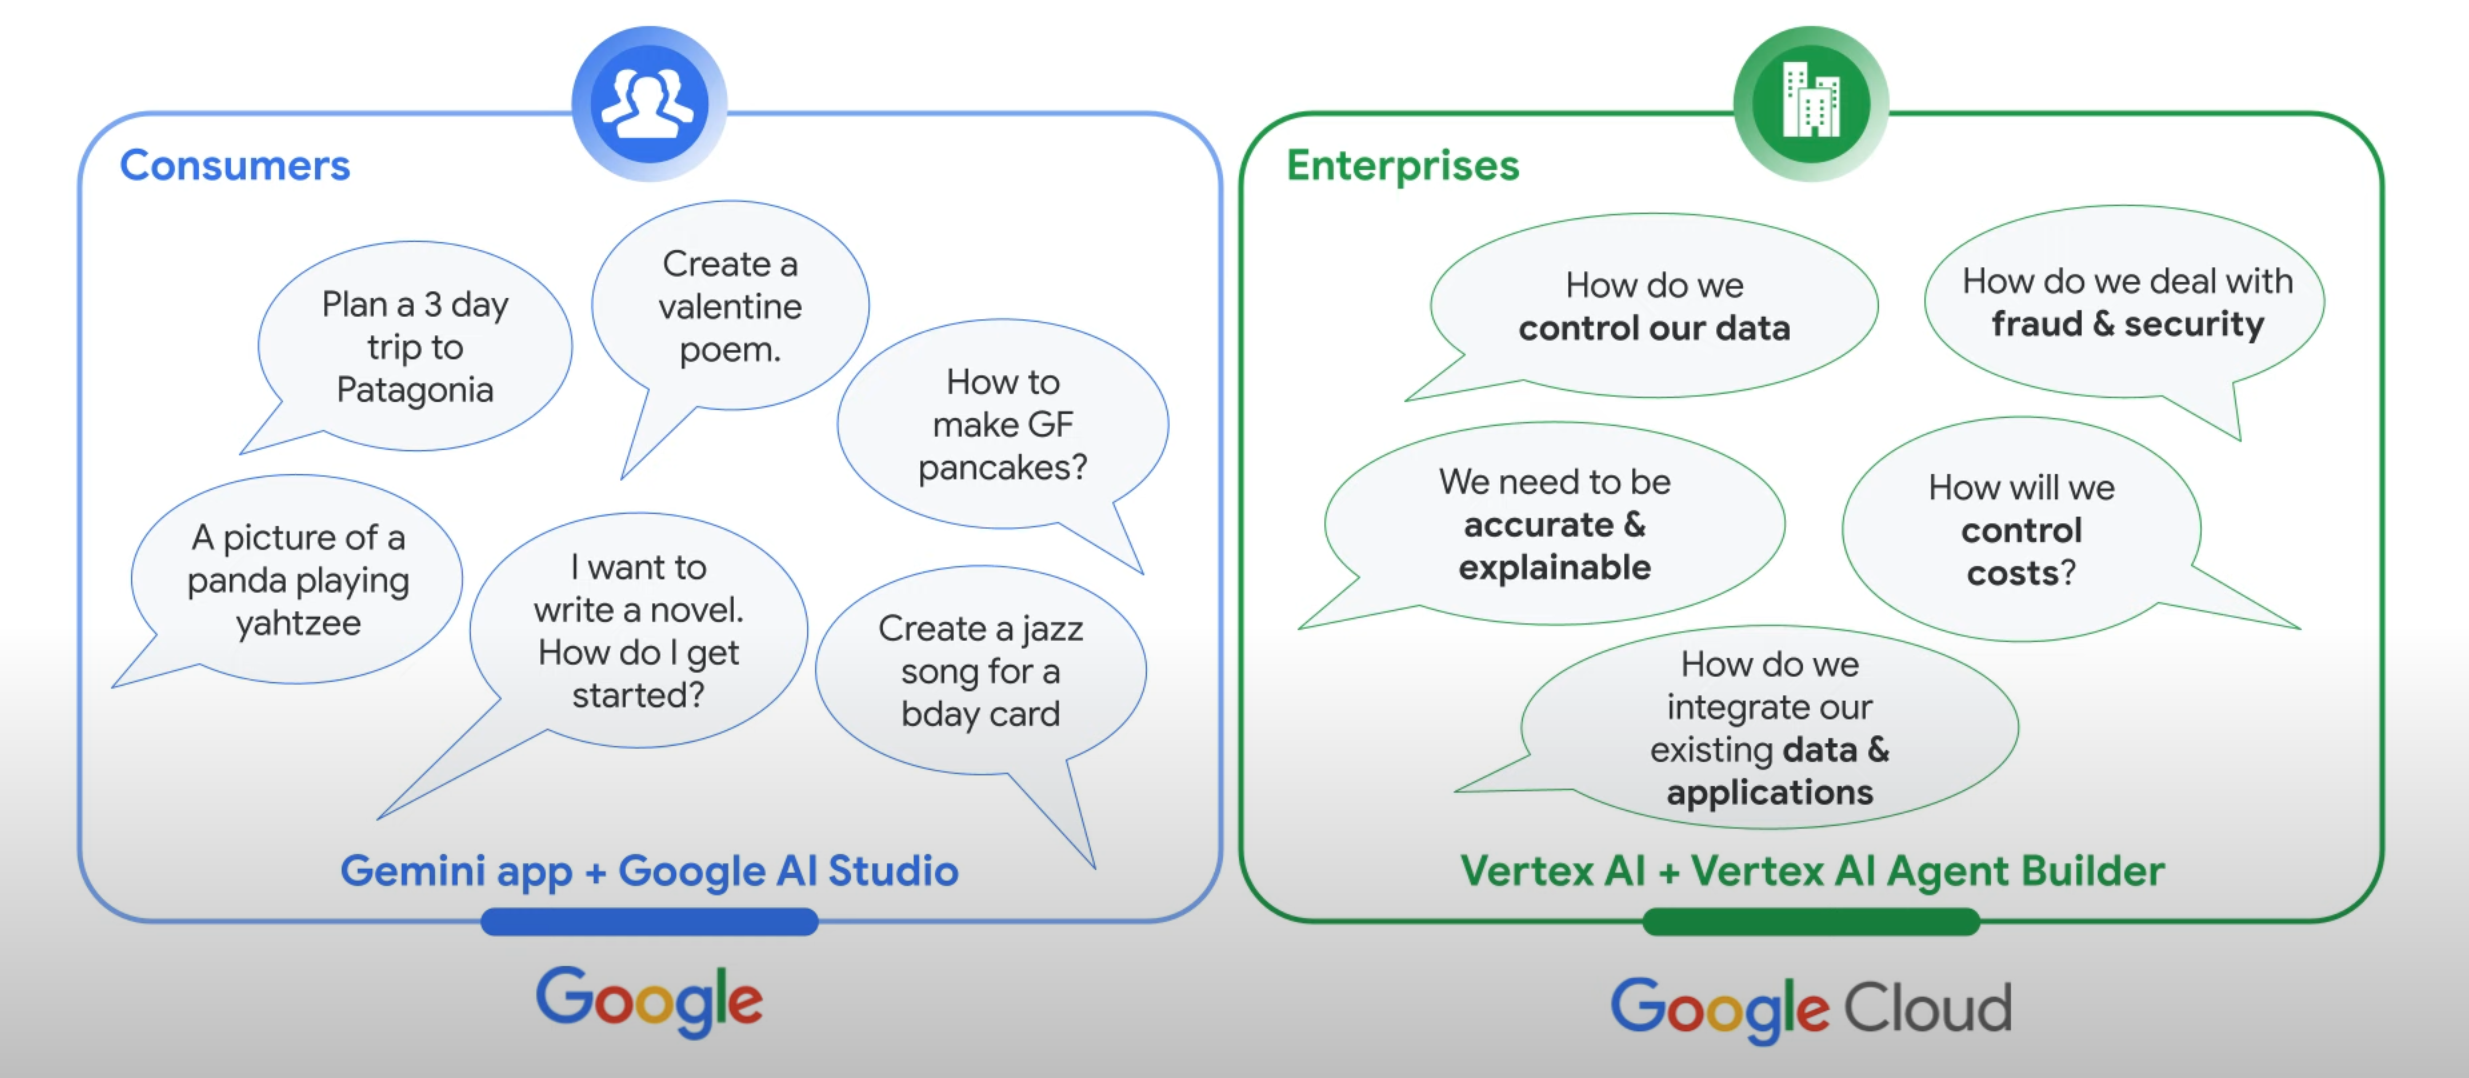 Consumers
Plan a 3 day
trip to
Patagonia
Create a
valentine
poem.
How to
make GF
pancakes?
A picture of a
panda playing
yahtzee
I want to
write a novel.
How do I get
started?
Create a jazz
song for a
bday card
Gemini app + Google AI Studio
Google
Enterprises
How do we
control our data
How do we deal with
fraud & security
We need to be
accurate &
explainable
How will we
control
costs?
How do we
integrate our
existing data &
applications
Vertex AI + Vertex AI Agent Builder
Google Cloud